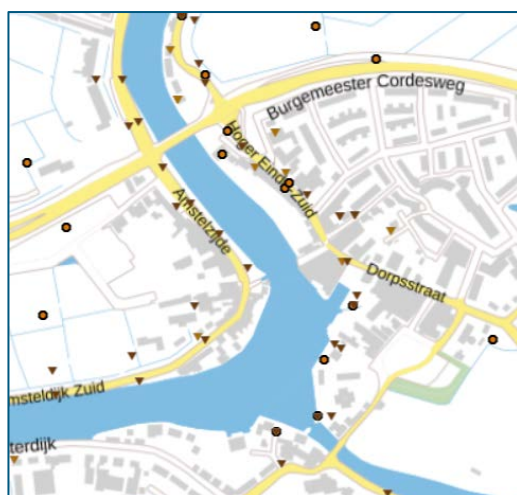 Burgemeester Cordesweg
Hoger Einde-Zuid
Amstelzijde
Dorpsstraat
msteldijk Zuid
terdijk